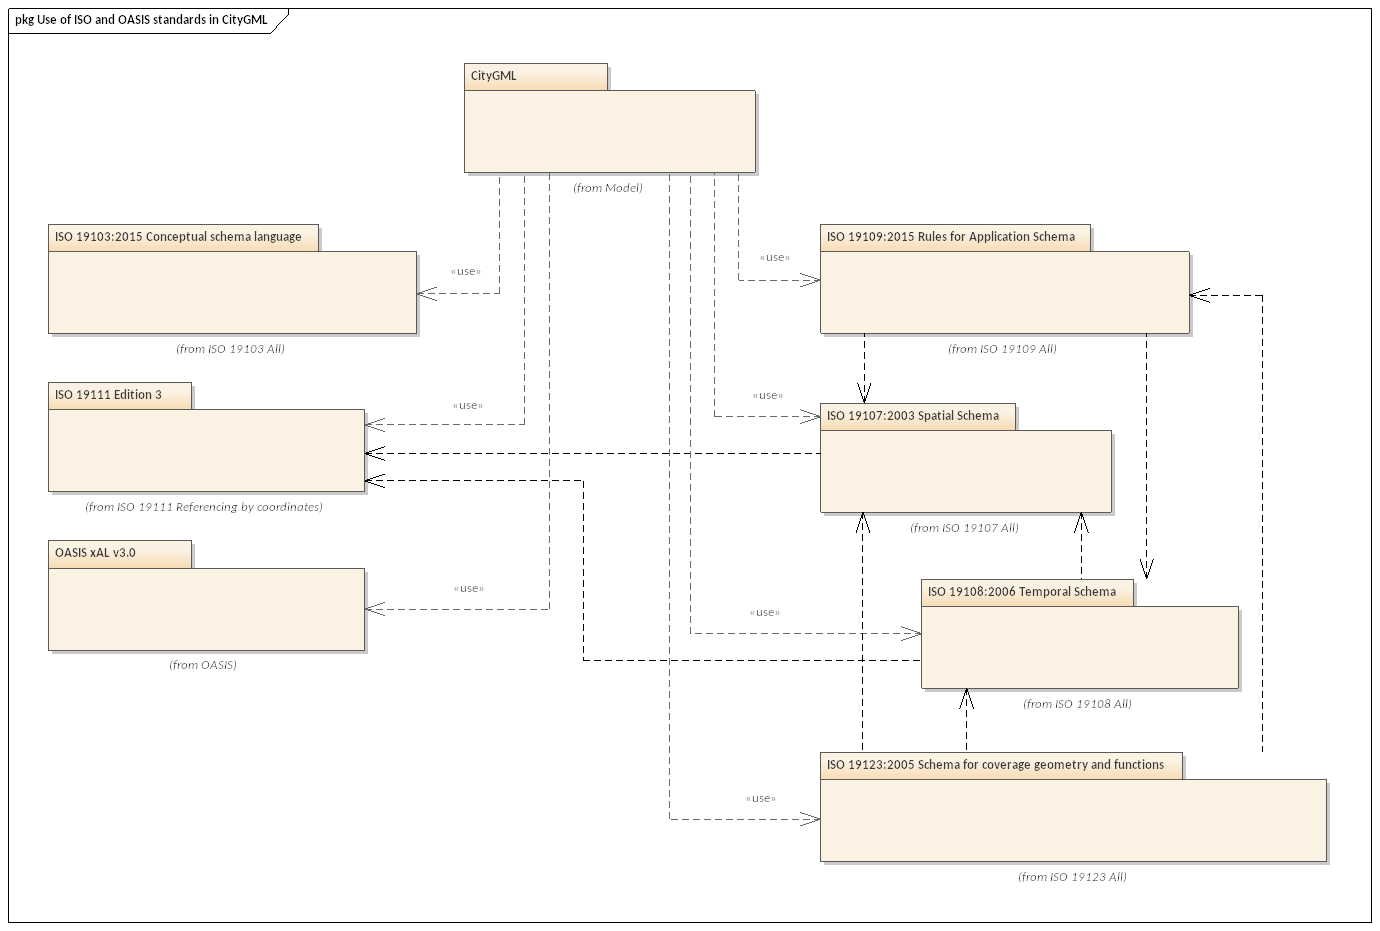 pkg Use of ISO and OASIS standards in CityGML
CityGML
(from Model)
ISO 19103:2015 Conceptual schema language
«use»
(from ISO 19103 All)
ISO 19109:2015 Rules for Application Schema
«use»
(from ISO 19109 All)
ISO 19111 Edition 3
«use»
(from ISO 19111 Referencing by coordinates)
«use»
ISO 19107:2003 Spatial Schema
(from ISO 19107 All)
OASIS xAL v3.0
«use»
(from OASIS)
ISO 19108:2006 Temporal Schema
«use»
(from ISO 19108 All)
ISO 19123:2005 Schema for coverage geometry and functions
«use»
(from ISO 19123 All)